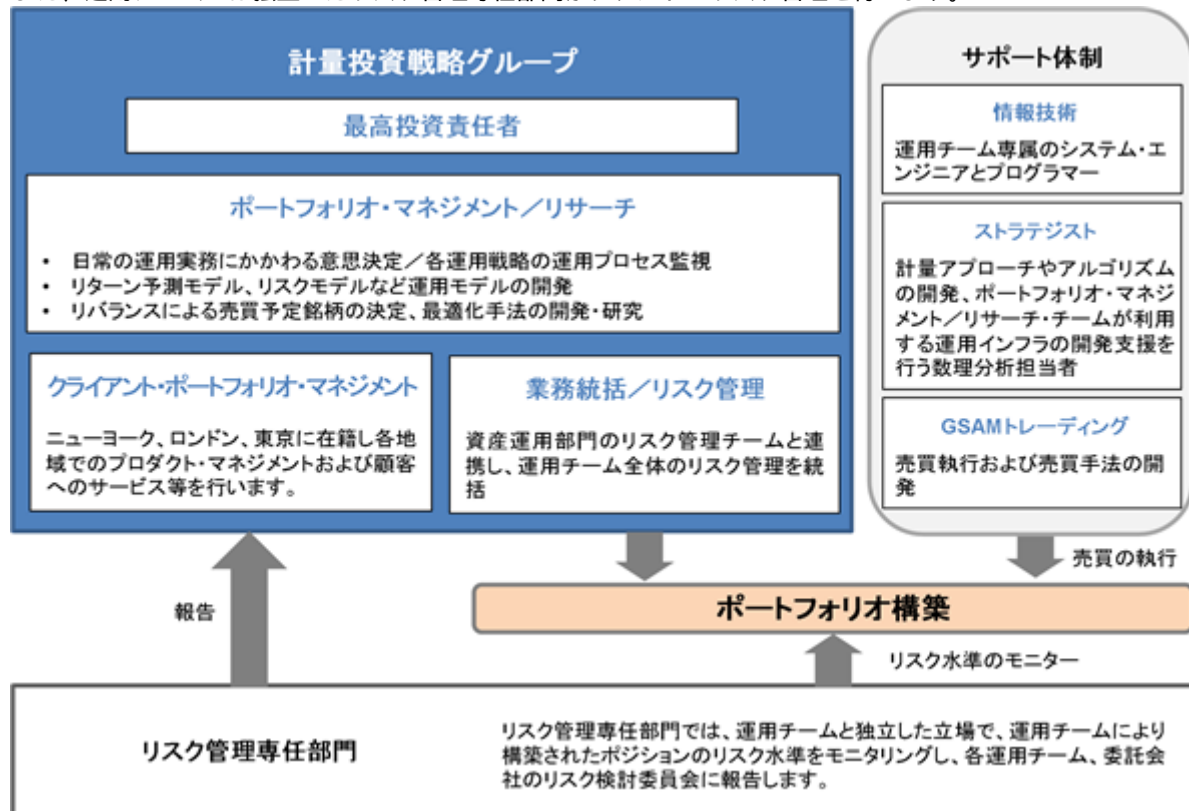 計量投資戦略グループ
最高投資責任者
ポートフォリオ・マネジメント／リサーチ
• 日常の運用実務にかかわる意思決定／各運用戦略の運用プロセス監視
• リターン予測モデル、リスクモデルなど運用モデルの開発
• リバランスによる売買予定銘柄の決定、最適化手法の開発・研究
クライアント・ポートフォリオ・マネジメント
ニューヨーク、ロンドン、東京に在籍し各地
域でのプロダクト・マネジメントおよび顧客
へのサービス等を行います。
業務統括／リスク管理
資産運用部門のリスク管理チームと連
携し、運用チーム全体のリスク管理を統
括
サポート体制
情報技術
運用チーム専属のシステム・エ
ンジニアとプログラマー
ストラテジスト
計量アプローチやアルゴリズム
の開発、ポートフォリオ・マネジ
メント／リサーチ・チームが利用
する運用インフラの開発支援を
行う数理分析担当者
GSAMトレーディング
売買執行および売買手法の開
発
売買の執行
報告
ポートフォリオ構築
リスク水準のモニター
リスク管理専任部門
リスク管理専任部門では、運用チームと独立した立場で、運用チームにより
構築されたポジションのリスク水準をモニタリングし、各運用チーム、委託会
社のリスク検討委員会に報告します。